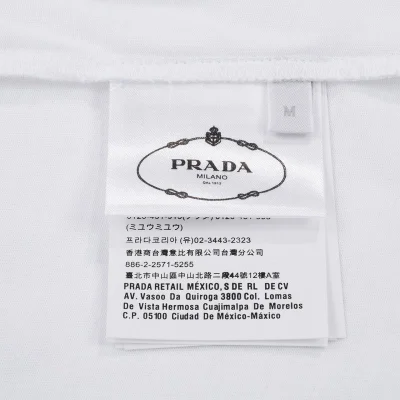 M
PRADA
MILANO
DAL 1913
(ミュウミュウ)
프라다코리아 (유)02-3443-2323
香港商台灣意比有限公司台灣分公司
886-2-2571-5255
臺北市中山區中山北路二段44號12樓A室
PRADA RETAIL MÉXICO, S DE RL DE CV
AV. Vasoo Da Quiroga 3800 Col. Lomas
De Vista Hermosa Cuajimalpa De Morelos
C.P. 05100 Ciudad De México-México